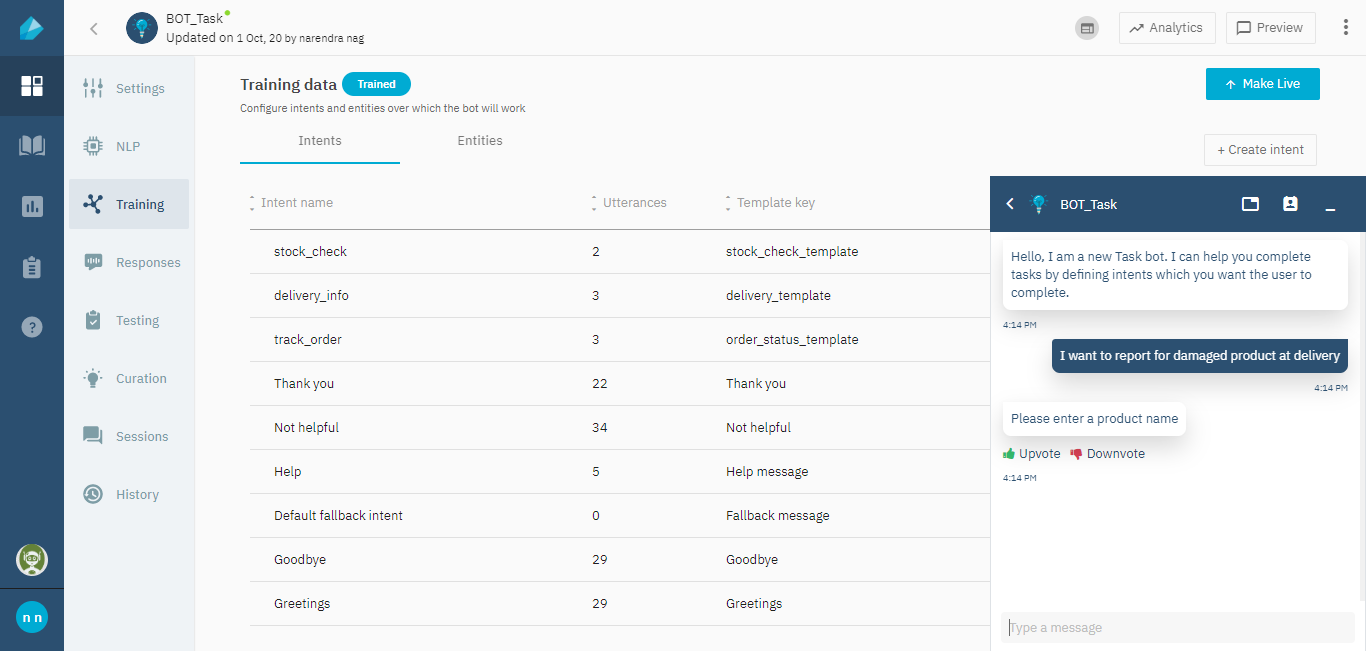 BOT_Task
Updated on 1 Oct, 20 by narendra nag
Analytics
Preview
Settings
NLP
Training
Responses
Testing
Curation
Sessions
History
n n
Training data
Trained
Make Live
Configure intents and entities over which the bot will work
Intents
Entities
+ Create intent
Intent name
Utterances
Template key
stock_check
2
stock_check_template
delivery_info
3
delivery_template
track_order
3
order_status_template
Thank you
22
Thank you
Not helpful
34
Not helpful
Help
5
Help message
Default fallback intent
0
Fallback message
Goodbye
29
Goodbye
Greetings
29
Greetings
BOT_Task
Hello, I am a new Task bot. I can help you complete
tasks by defining intents which you want the user to
complete.
4:14 PM
I want to report for damaged product at delivery
4:14 PM
Please enter a product name
Upvote
Downvote
4:14 PM
Type a message